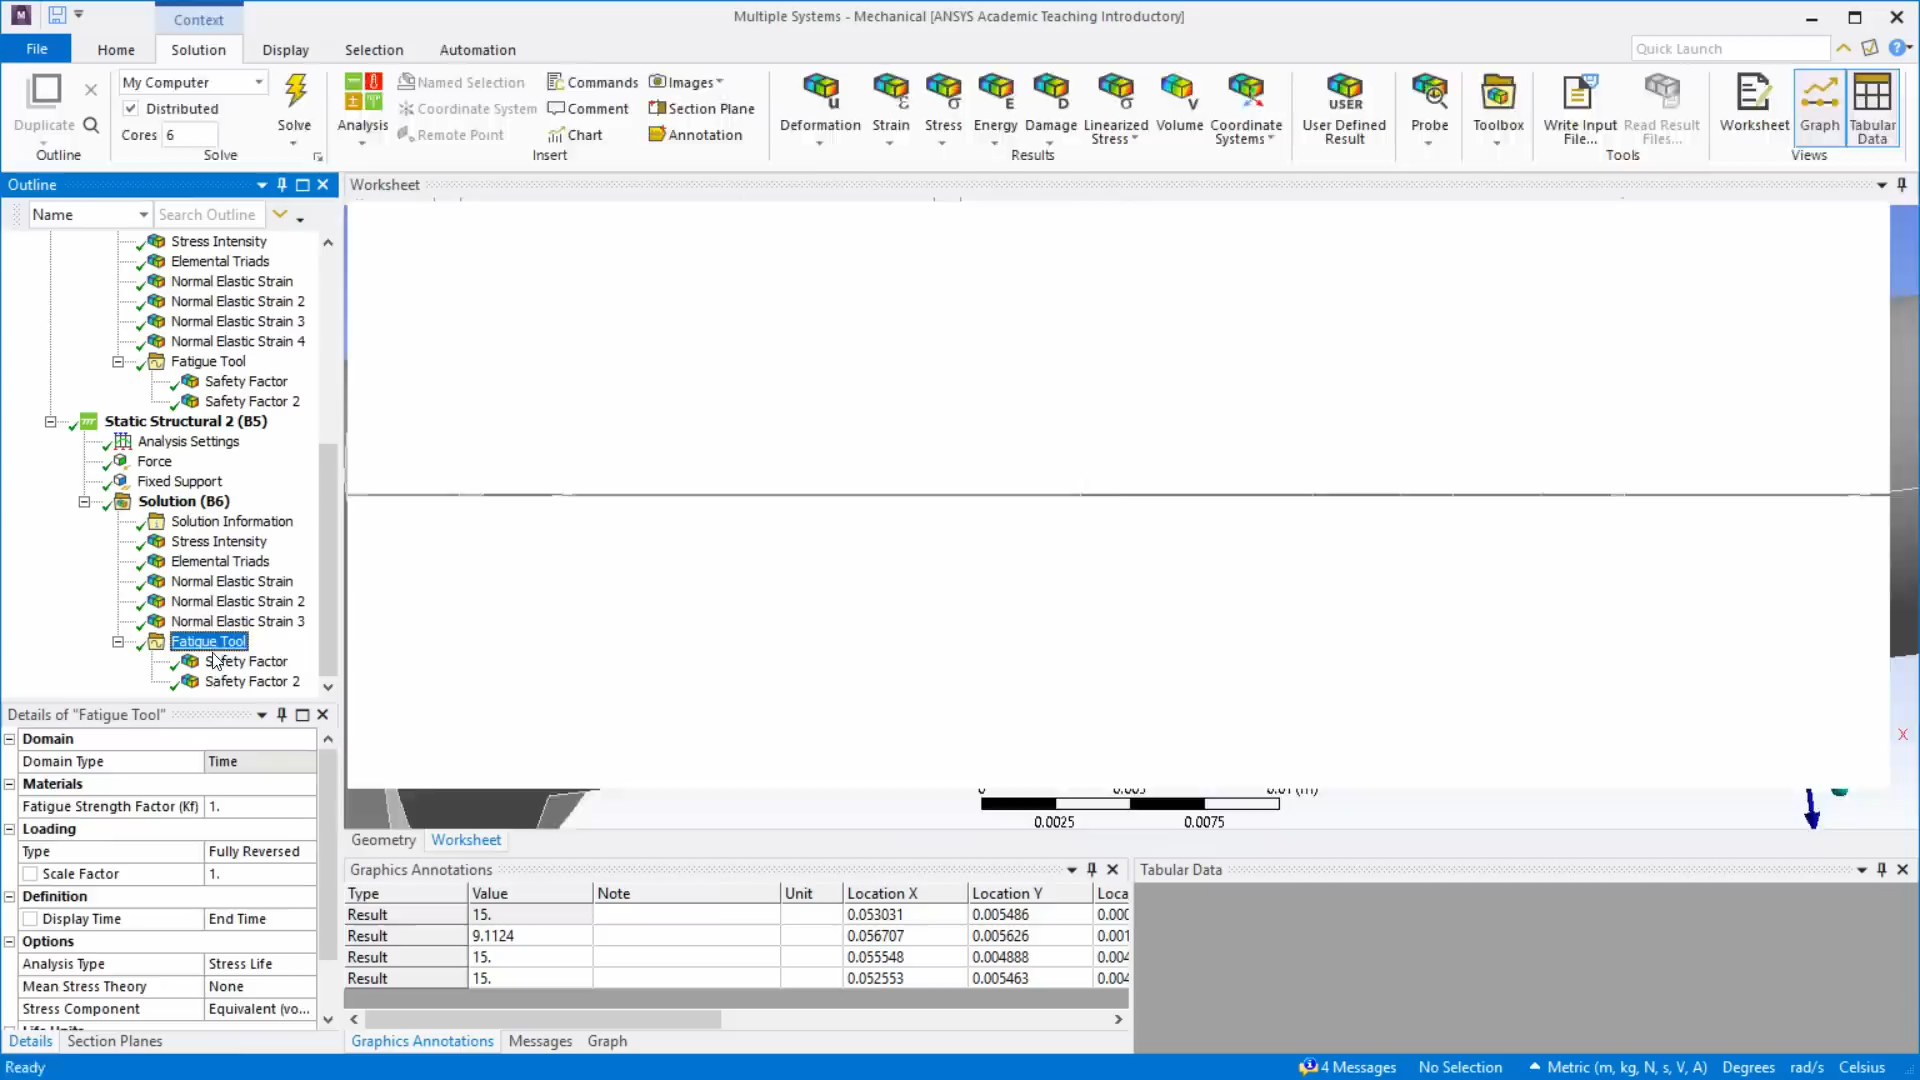 M
Context
Multiple Systems - Mechanical [ANSYS Academic Teaching Introductory]
File
Home
Solution
Display
Selection
Automation
Quick Launch
Duplicate
Outline
My Computer
Distributed
Cores 6
Solve
Solve
Analysis
Named Selection
Coordinate System
Remote Point
Commands
Comment
Chart
Images
Section Plane
Annotation
Insert
Deformation
Strain
Stress
Energy
Damage
Linearized Stress
Volume
Coordinate Systems
Results
USER
User Defined Result
Probe
Toolbox
Write Input File...
Read Result Files...
Tools
Worksheet
Graph
Tabular Data
Views
Outline
Name
Search Outline
Stress Intensity
Elemental Triads
Normal Elastic Strain
Normal Elastic Strain 2
Normal Elastic Strain 3
Normal Elastic Strain 4
Fatigue Tool
Safety Factor
Safety Factor 2
Static Structural 2 (B5)
Analysis Settings
Force
Fixed Support
Solution (B6)
Solution Information
Stress Intensity
Elemental Triads
Normal Elastic Strain
Normal Elastic Strain 2
Normal Elastic Strain 3
Fatigue Tool
Safety Factor
Safety Factor 2
Details of "Fatigue Tool"
Domain
Domain Type Time
Materials
Fatigue Strength Factor (Kf) 1.
Loading
Type Fully Reversed
Scale Factor 1.
Definition
Display Time End Time
Options
Analysis Type Stress Life
Mean Stress Theory None
Stress Component Equivalent (vo...
Details
Section Planes
Worksheet
X
0.0025 0.0075
Geometry
Worksheet
Graphics Annotations
Type Value Note Unit Location X Location Y Loca
Result 15. 0.053031 0.005486 0.000
Result 9.1124 0.056707 0.005626 0.001
Result 15. 0.055548 0.004888 0.004
Result 15. 0.052553 0.005463 0.004
Graphics Annotations
Messages
Graph
Tabular Data
Ready
4 Messages
No Selection
Metric (m, kg, N, s, V, A)
Degrees
rad/s
Celsius